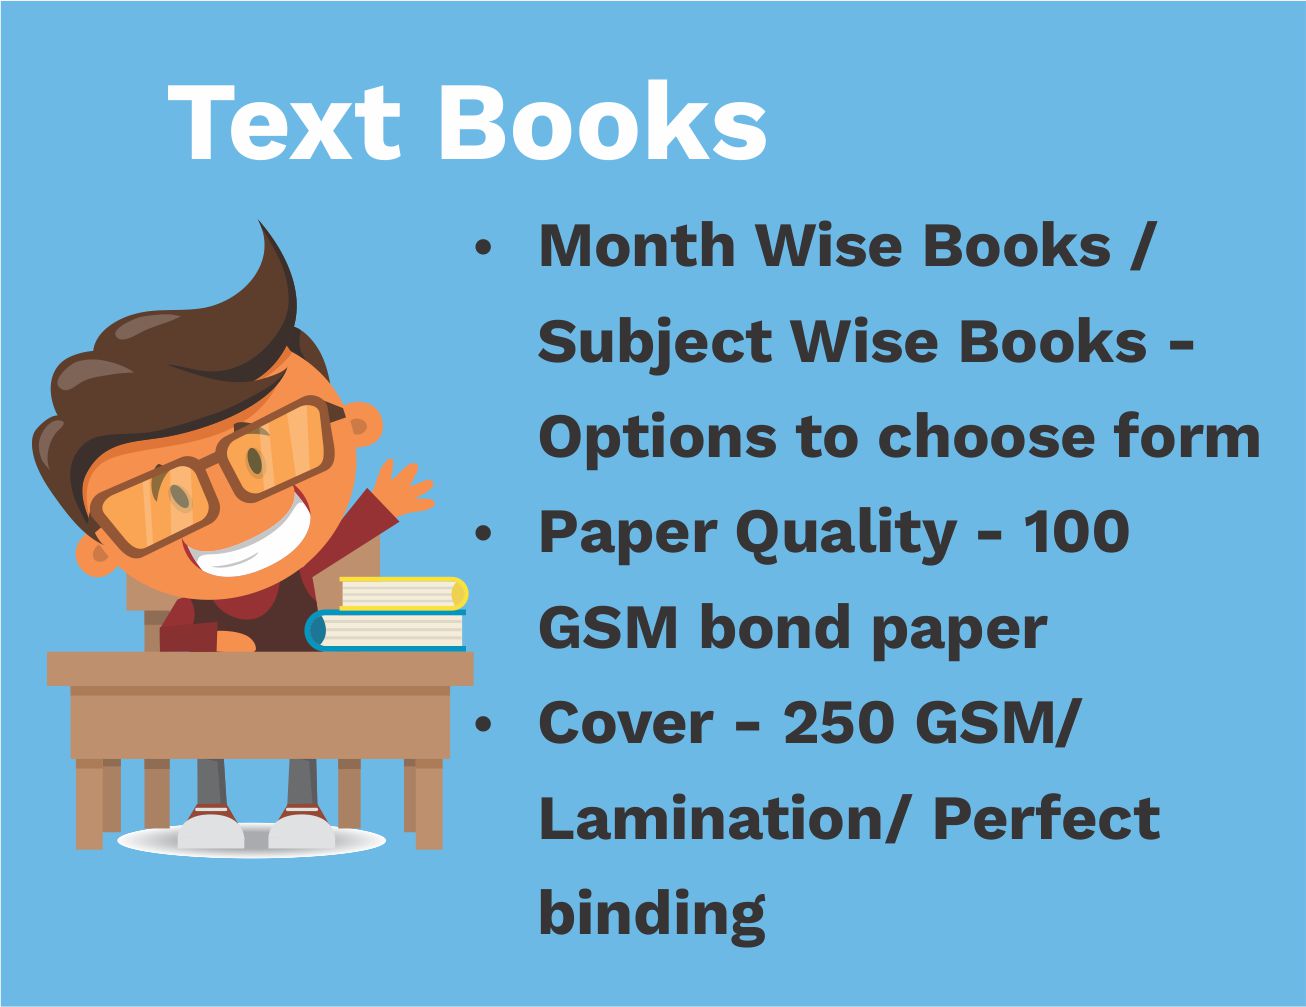 Text Books
• Month Wise Books /
Subject Wise Books -
Options to choose form
• Paper Quality - 100
GSM bond paper
• Cover - 250 GSM/
Lamination/ Perfect
binding